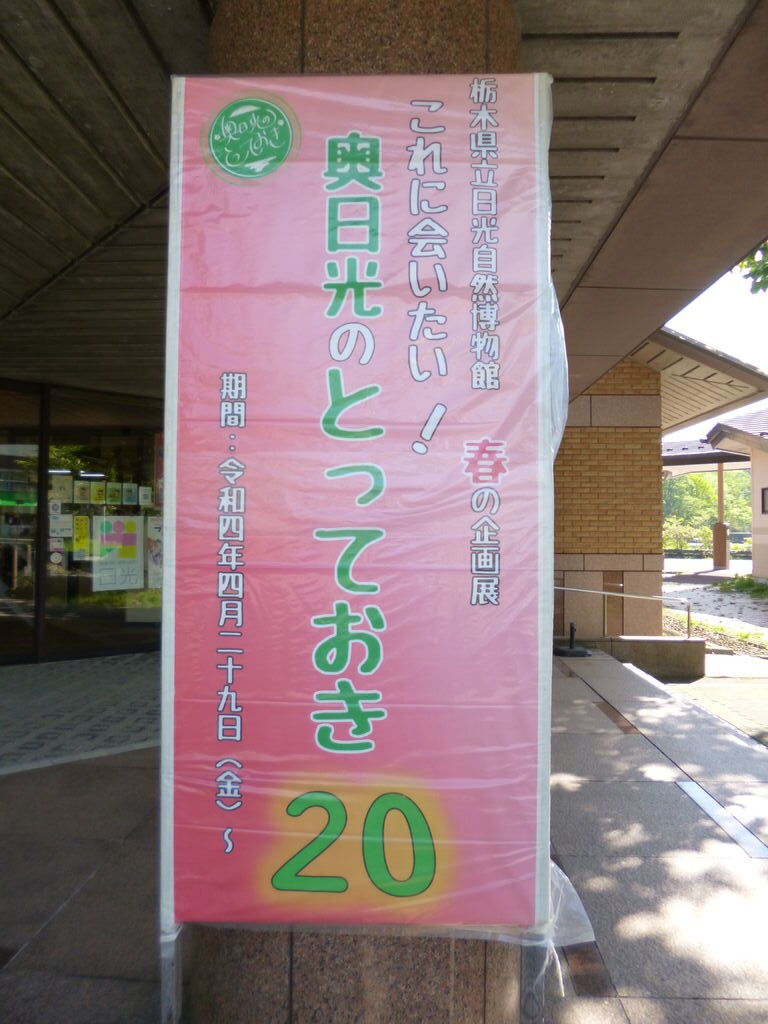 栃木県立日光自然博物館 春の企画展
これに会いたい！
奥日光のとっておき
20
期間：令和四年四月二十九日（金）～
奥日光の
とっておき
日光